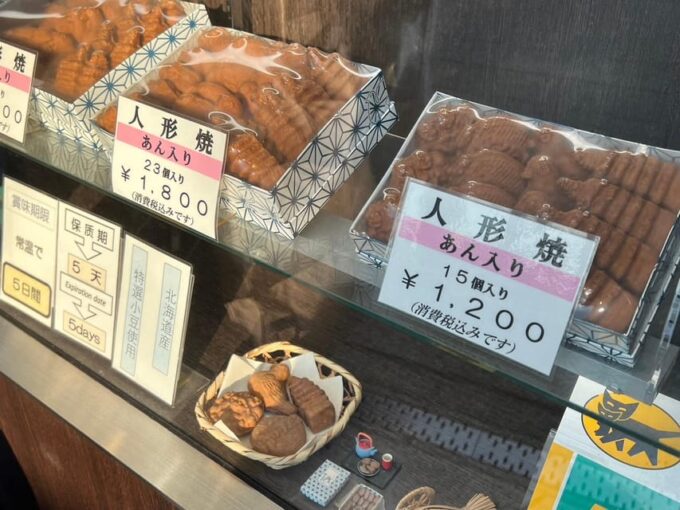 人形焼
あん入り
23個入り
¥1,800
(消費税込みです)
人形焼
あん入り
15個入り
¥1,200
(消費税込みです)
賞味期限
常温で
5日間
保质期
5天
Expiration date
5days
北海道産
特選小豆使用